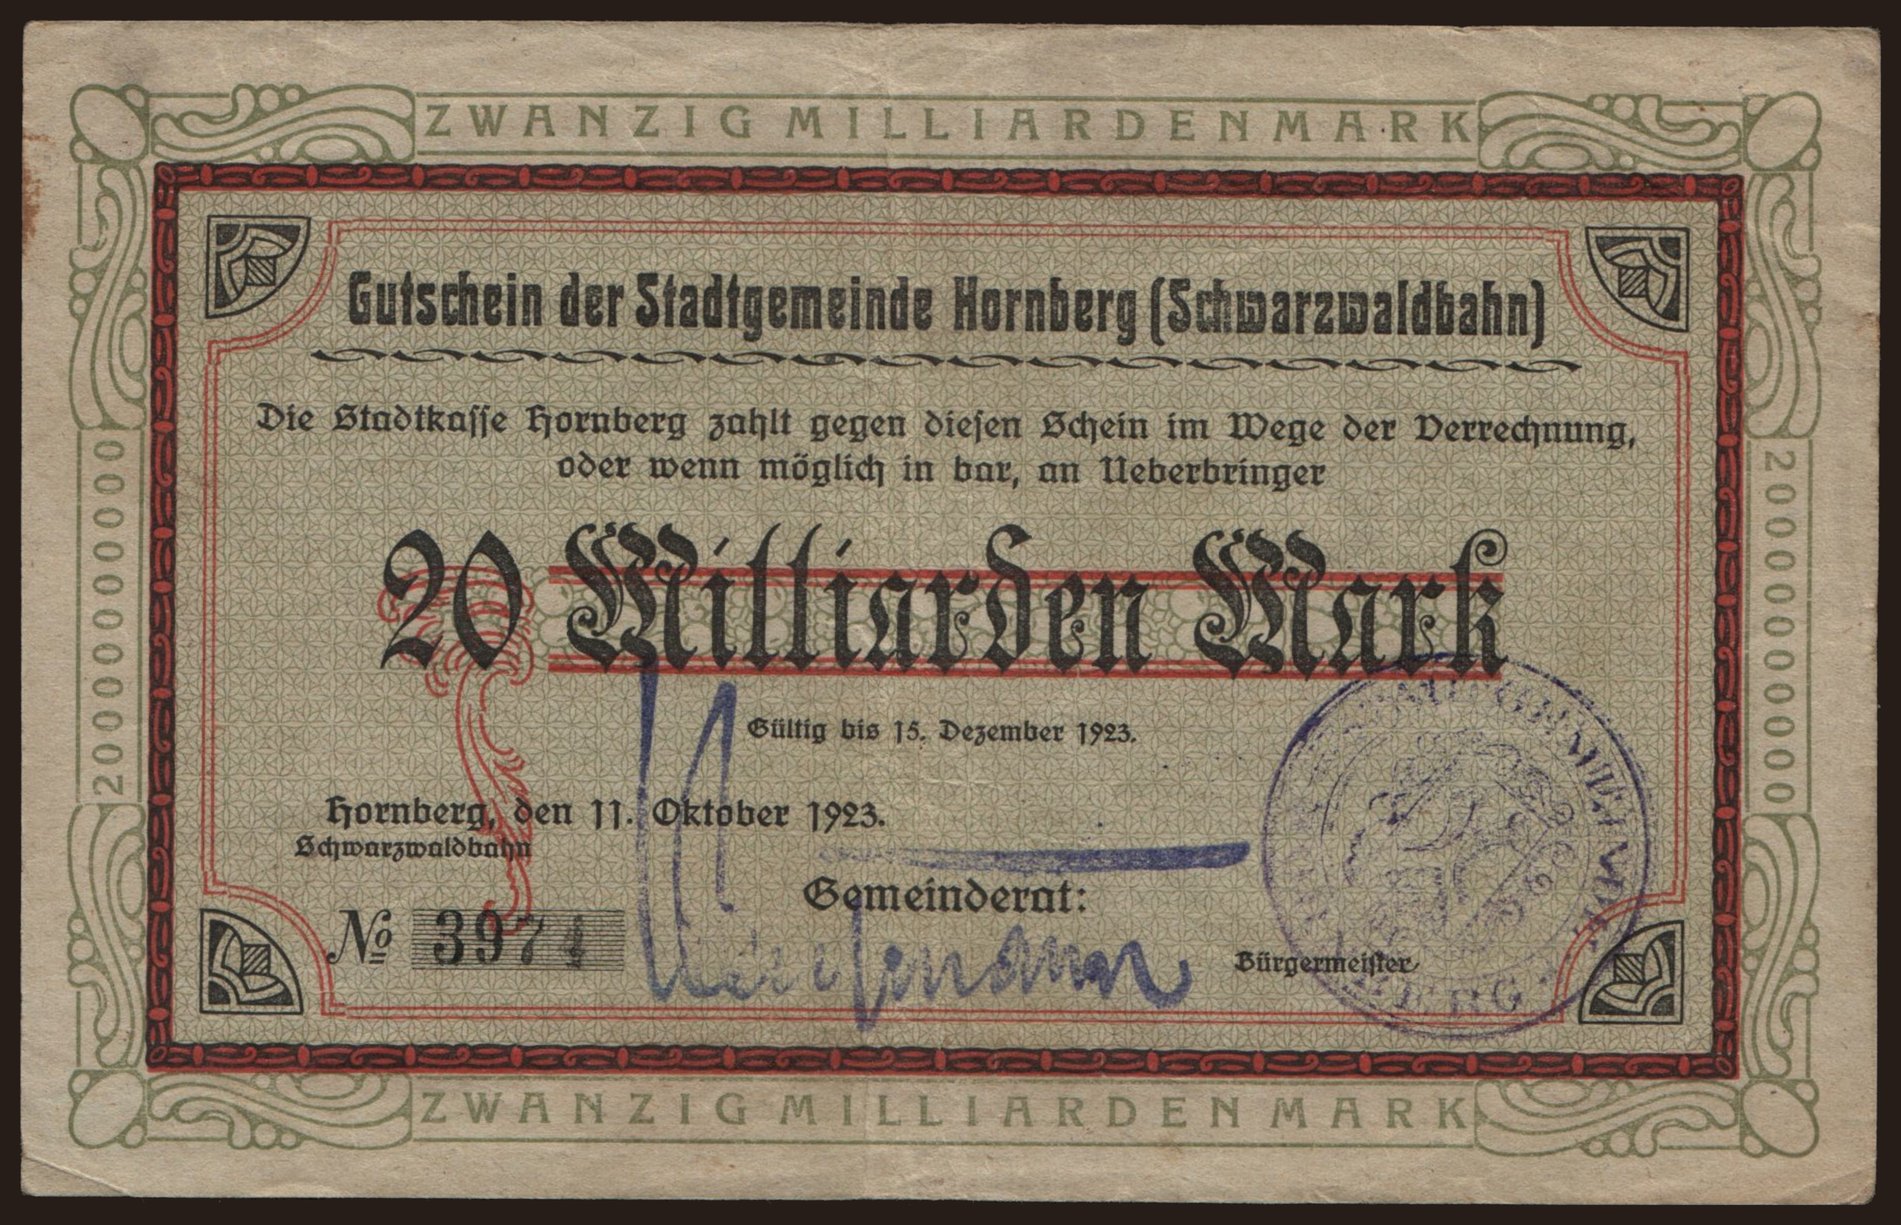 ZWANZIG MILLIARDEN MARK
Gutschein der Stadtgemeinde Hornberg (Schwarzwaldbahn)
Die Stadtkasse Hornberg zahlt gegen diesen Schein im Wege der Verrechnung,
oder wenn möglich in bar, an Ueberbringer
20000000000
20 Milliarden Mark
20000000000
Gültig bis 15. Dezember 1923.
Hornberg, den 11. Oktober 1923.
Schwarzwaldbahn
Gemeinderat:
№ 3971
Bürgermeister
ZWANZIG MILLIARDEN MARK